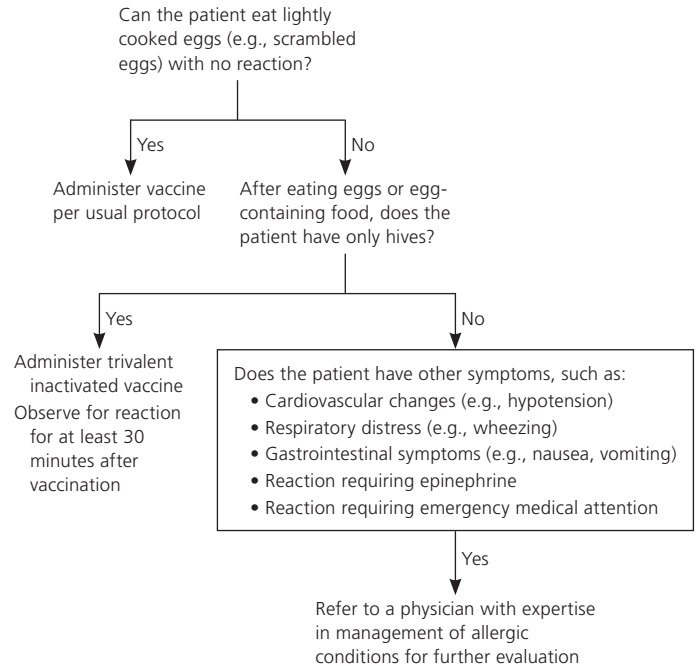 Can the patient eat lightly
cooked eggs (e.g., scrambled
eggs) with no reaction?
Yes
No
Administer vaccine
per usual protocol
After eating eggs or egg-
containing food, does the
patient have only hives?
Yes
No
Administer trivalent
inactivated vaccine
Observe for reaction
for at least 30
minutes after
vaccination
Does the patient have other symptoms, such as:
• Cardiovascular changes (e.g., hypotension)
• Respiratory distress (e.g., wheezing)
• Gastrointestinal symptoms (e.g., nausea, vomiting)
• Reaction requiring epinephrine
• Reaction requiring emergency medical attention
Yes
Refer to a physician with expertise
in management of allergic
conditions for further evaluation